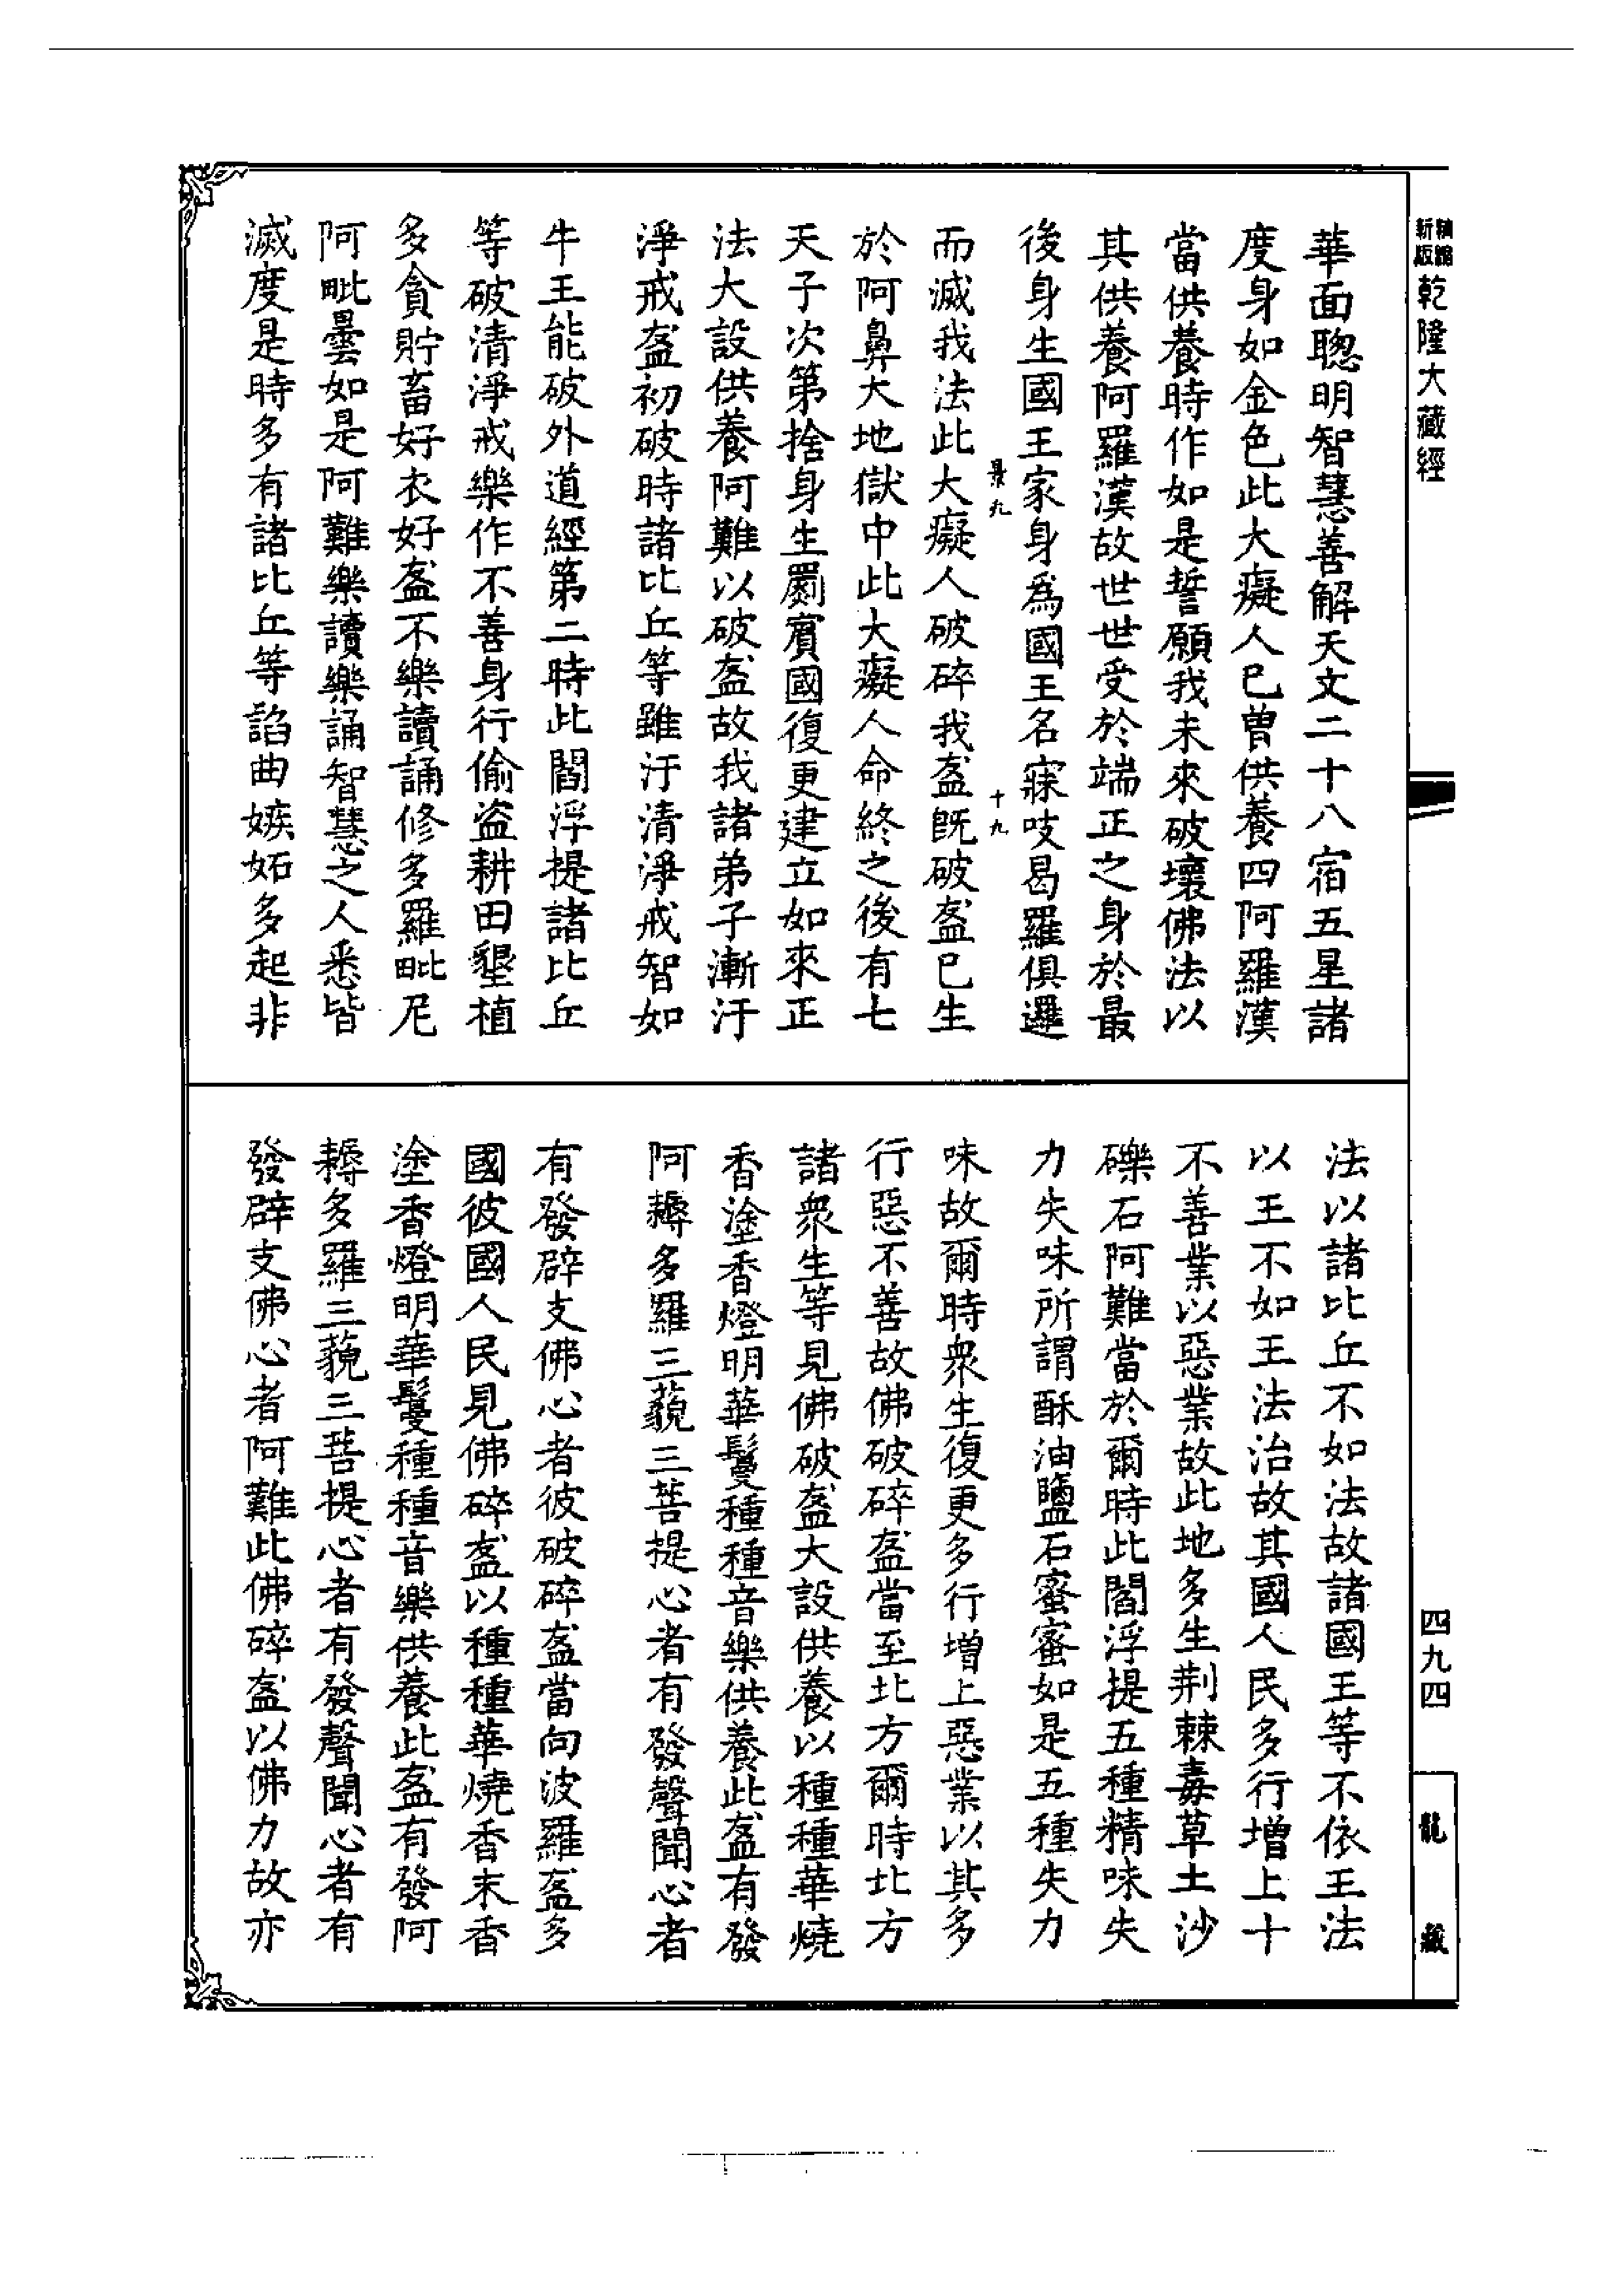 新版
精縮
乾隆大藏經
華面聰明智慧善解天文二十八宿五星諸
度身如金色此大癡人已曾供養四阿羅漢
當供養時作如是誓願我未來破壞佛法以
其供養阿羅漢故世世受於端正之身於最
後身生國王家身爲國王名寐吱曷羅俱邏
景九
十九
而滅我法此大癡人破碎我盋旣破盋已生
於阿鼻大地獄中此大癡人命終之後有七
天子次第捨身生罽賓國復更建立如來正
法大設供養阿難以破盋故我諸弟子漸汙
淨戒盋初破時諸比丘等雖汙清淨戒智如
牛王能破外道經第二時此閻浮提諸比丘
等破清淨戒樂作不善身行偷盜耕田墾植
多貪貯畜好衣好盋不樂讀誦修多羅毗尼
阿毗曇如是阿難樂讀樂誦智慧之人悉皆
滅度是時多有諸比丘等諂曲嫉妬多起非
法以諸比丘不如法故諸國王等不依王法
以王不如王法治故其國人民多行增上十
不善業以惡業故此地多生荆棘毒草土沙
礫石阿難當於爾時此閻浮提五種精味失
力失味所謂酥油鹽石蜜蜜如是五種失力
味故爾時衆生復更多行增上惡業以其多
行惡不善故佛破碎盋當至北方爾時北方
諸衆生等見佛破盋大設供養以種種華燒
香塗香燈明華鬘種種音樂供養此盋有發
阿耨多羅三藐三菩提心者有發聲聞心者
有發辟支佛心者彼破碎盋當向波羅盋多
國彼國人民見佛碎盋以種種華燒香末香
塗香燈明華鬘種種音樂供養此盋有發阿
耨多羅三藐三菩提心者有發聲聞心者有
發辟支佛心者阿難此佛碎盋以佛力故亦
四九四
龍藏